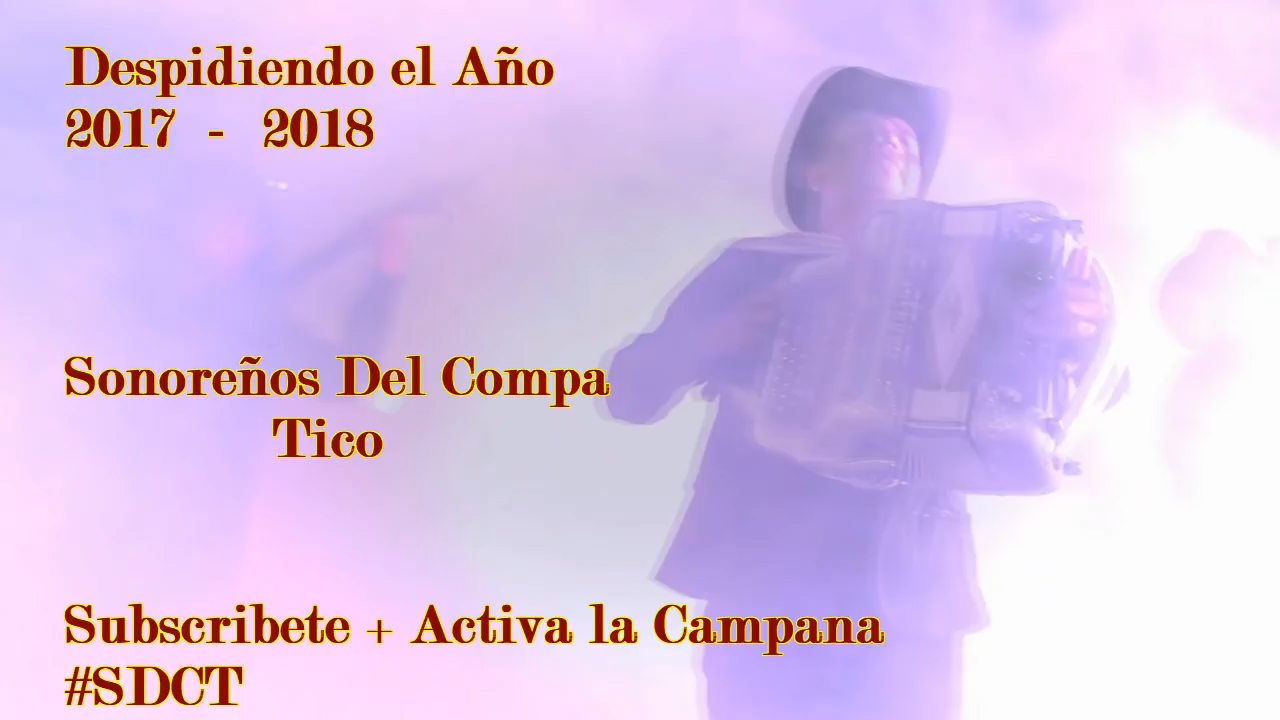 Despidiendo el Año
2017 - 2018
Sonoreños Del Compa
Tico
Subscribete + Activa la Campana
#SDCT